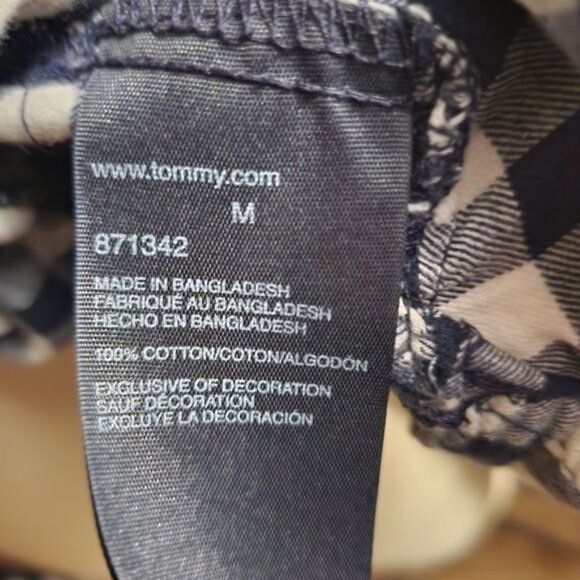 www.tommy.com
M
871342
MADE IN BANGLADESH
FABRIQUE AU BANGLADESH
HECHO EN BANGLADESH
100% COTTON/COTON/ALGODÓN
EXCLUSIVE OF DECORATION
SAUF DÉCORATION
EXCLUYE LA DECORACIÓN